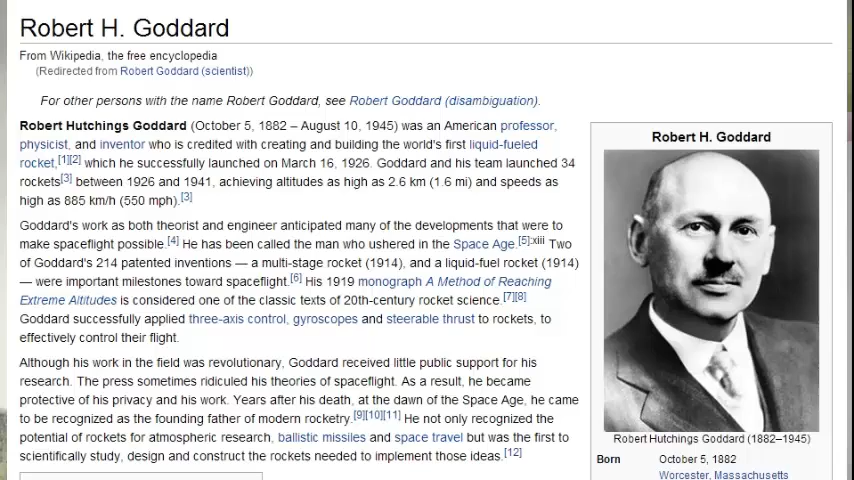 Robert H. Goddard
From Wikipedia, the free encyclopedia
(Redirected from Robert Goddard (scientist))
For other persons with the name Robert Goddard, see Robert Goddard (disambiguation).
Robert Hutchings Goddard (October 5, 1882 – August 10, 1945) was an American professor,
physicist, and inventor who is credited with creating and building the world's first liquid-fueled
rocket,[1][2] which he successfully launched on March 16, 1926. Goddard and his team launched 34
rockets[3] between 1926 and 1941, achieving altitudes as high as 2.6 km (1.6 mi) and speeds as
high as 885 km/h (550 mph).[3]
Goddard's work as both theorist and engineer anticipated many of the developments that were to
make spaceflight possible.[4] He has been called the man who ushered in the Space Age.[5]:xiii Two
of Goddard's 214 patented inventions — a multi-stage rocket (1914), and a liquid-fuel rocket (1914)
— were important milestones toward spaceflight.[6] His 1919 monograph A Method of Reaching
Extreme Altitudes is considered one of the classic texts of 20th-century rocket science.[7][8]
Goddard successfully applied three-axis control, gyroscopes and steerable thrust to rockets, to
effectively control their flight.
Although his work in the field was revolutionary, Goddard received little public support for his
research. The press sometimes ridiculed his theories of spaceflight. As a result, he became
protective of his privacy and his work. Years after his death, at the dawn of the Space Age, he came
to be recognized as the founding father of modern rocketry.[9][10][11] He not only recognized the
potential of rockets for atmospheric research, ballistic missiles and space travel but was the first to
scientifically study, design and construct the rockets needed to implement those ideas.[12]
Robert H. Goddard
Robert Hutchings Goddard (1882–1945)
Born October 5, 1882
Worcester, Massachusetts